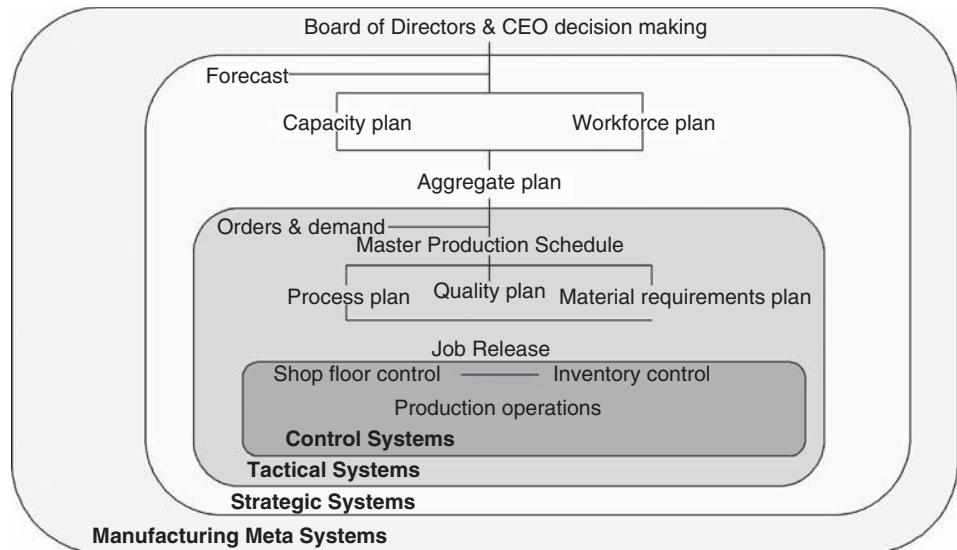 Board of Directors & CEO decision making
Forecast
Capacity plan
Workforce plan
Aggregate plan
Orders & demand
Master Production Schedule
Process plan
Quality plan
Material requirements plan
Job Release
Shop floor control
Inventory control
Production operations
Control Systems
Tactical Systems
Strategic Systems
Manufacturing Meta Systems